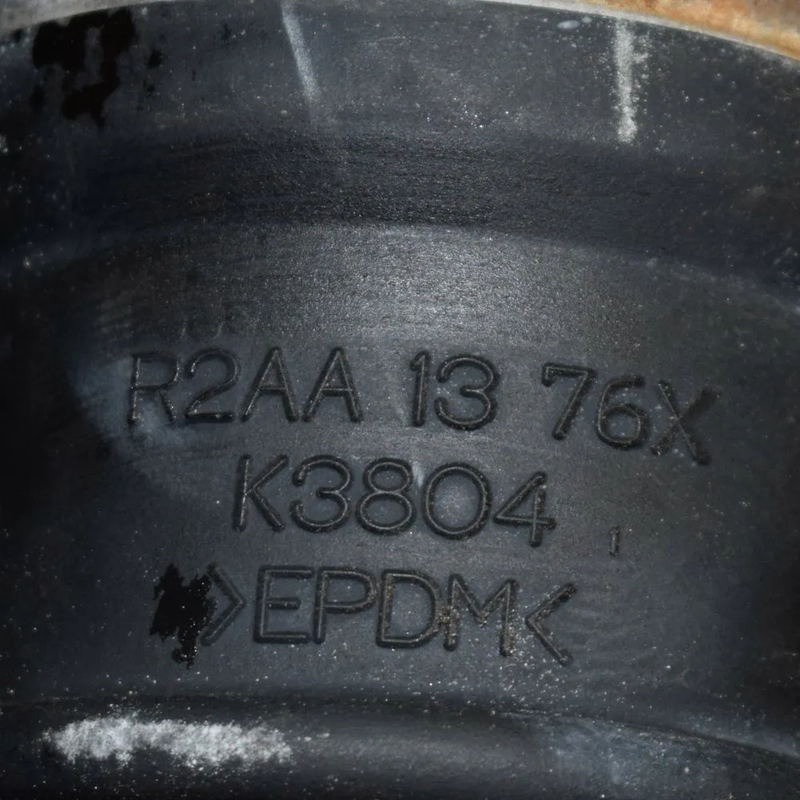 R2AA 13 76X
K3804
>EPDM<